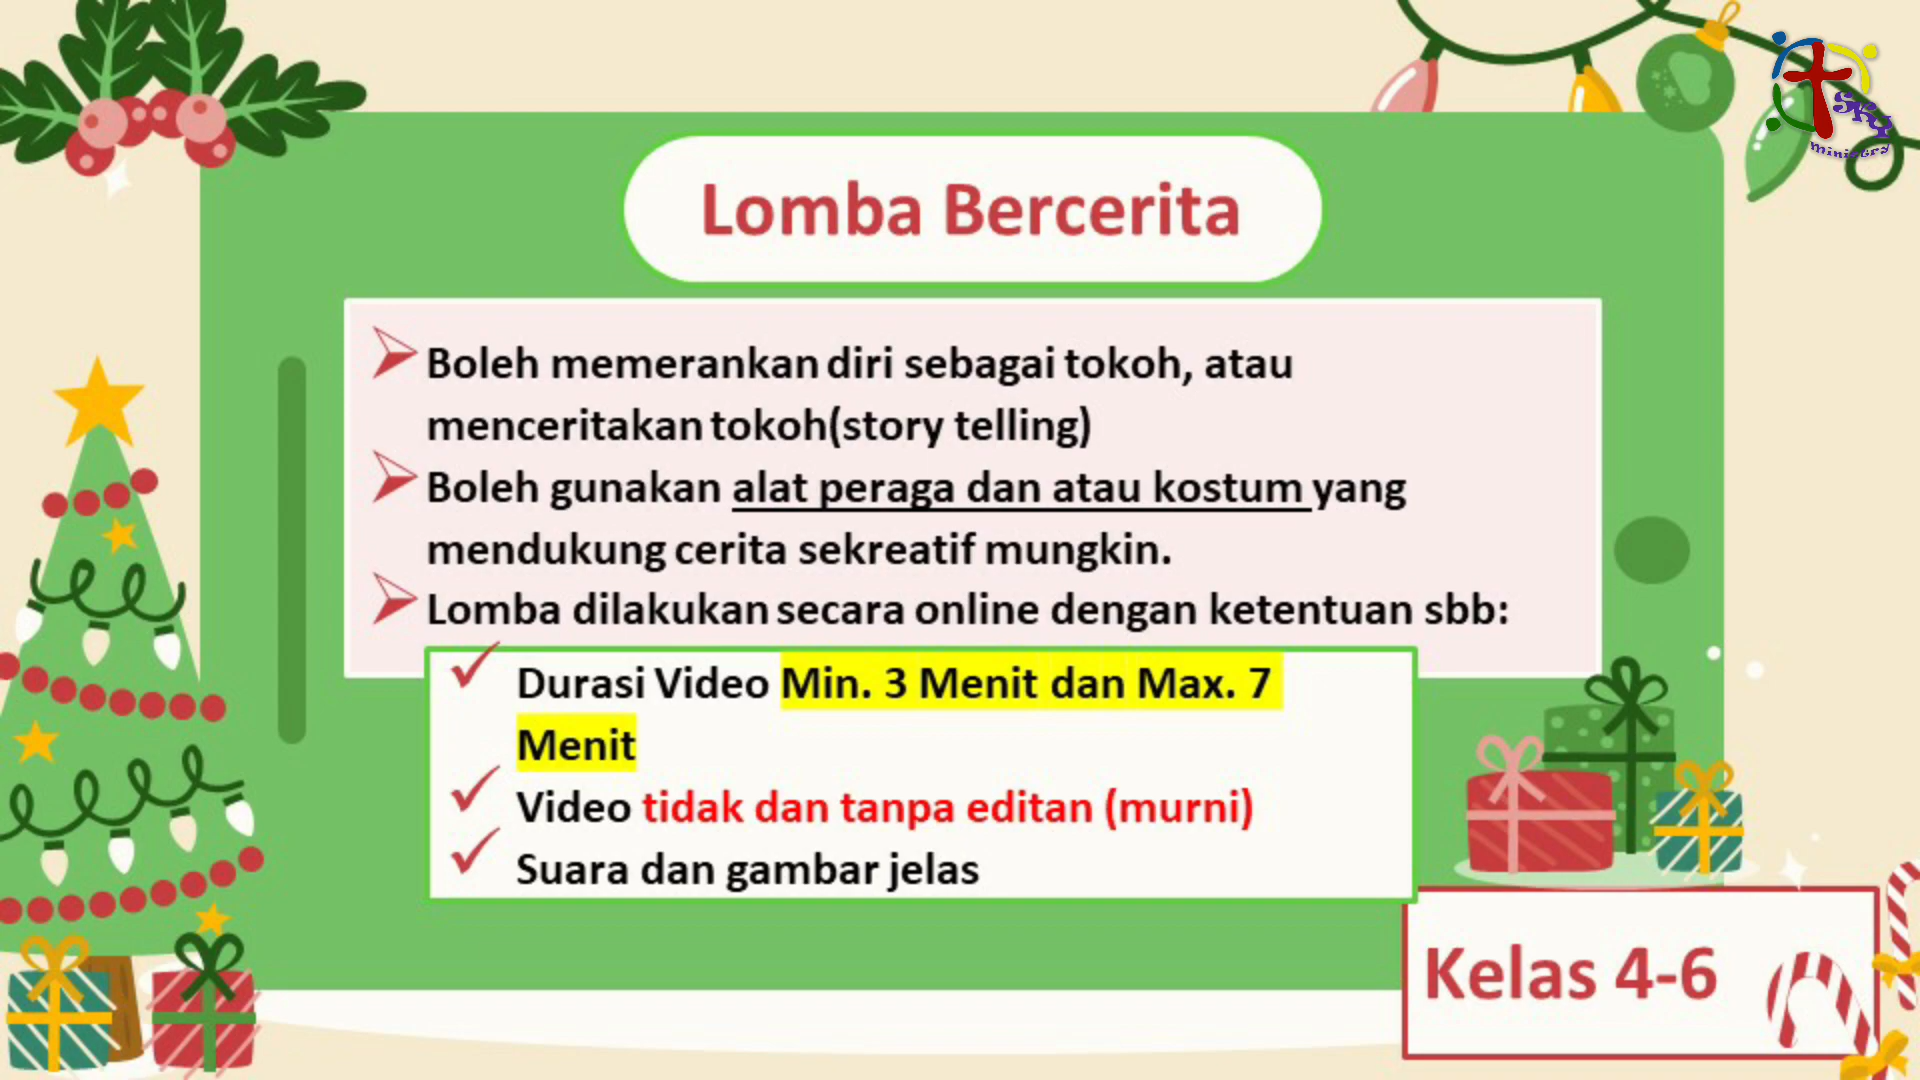 Lomba Bercerita
Boleh memerankan diri sebagai tokoh, atau
menceritakan tokoh(story telling)
Boleh gunakan alat peraga dan atau kostum yang
mendukung cerita sekreatif mungkin.
Lomba dilakukan secara online dengan ketentuan sbb:
Durasi Video Min. 3 Menit dan Max. 7
Menit
Video tidak dan tanpa editan (murni)
Suara dan gambar jelas
Kelas 4-6
SKY
ministry